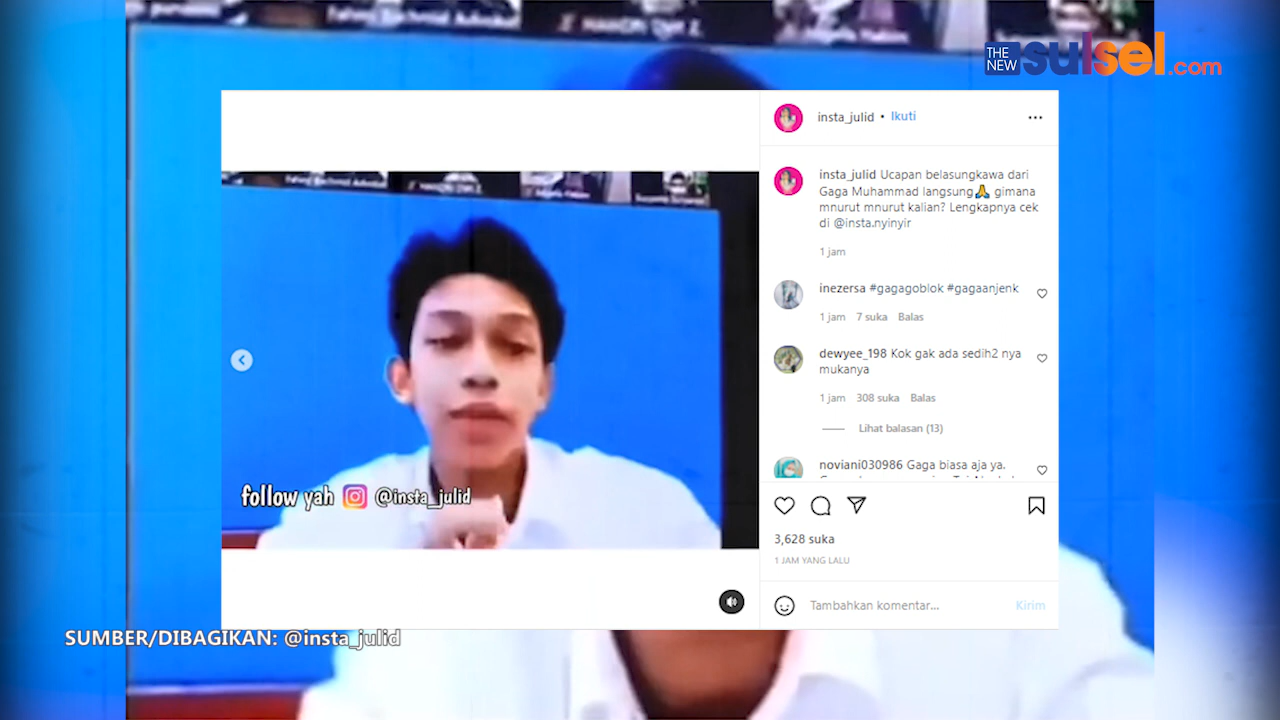 THE NEW sulsel.com
insta_julid • Ikuti
insta_julid Ucapan belasungkawa dari
Gaga Muhammad langsung🙏 gimana
mnurut mnurut kalian? Lengkapnya cek
di @insta.nyinyir
1 jam
inezersa #gagagoblok #gagaanjenk
1 jam 7 suka Balas
dewyee_198 Kok gak ada sedih2 nya
mukanya
1 jam 308 suka Balas
Lihat balasan (13)
noviani030986 Gaga biasa aja ya.
follow yah @insta_julid
3,628 suka
1 JAM YANG LALU
Tambahkan komentar... Kirim
SUMBER/DIBAGIKAN: @insta_julid